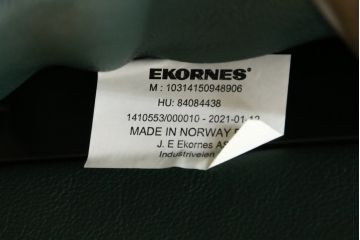 EKORNES®
M : 10314150948906
HU: 84084438
1410553/000010 - 2021-01-12
MADE IN NORWAY
J. E Ekornes AS
Industriveien